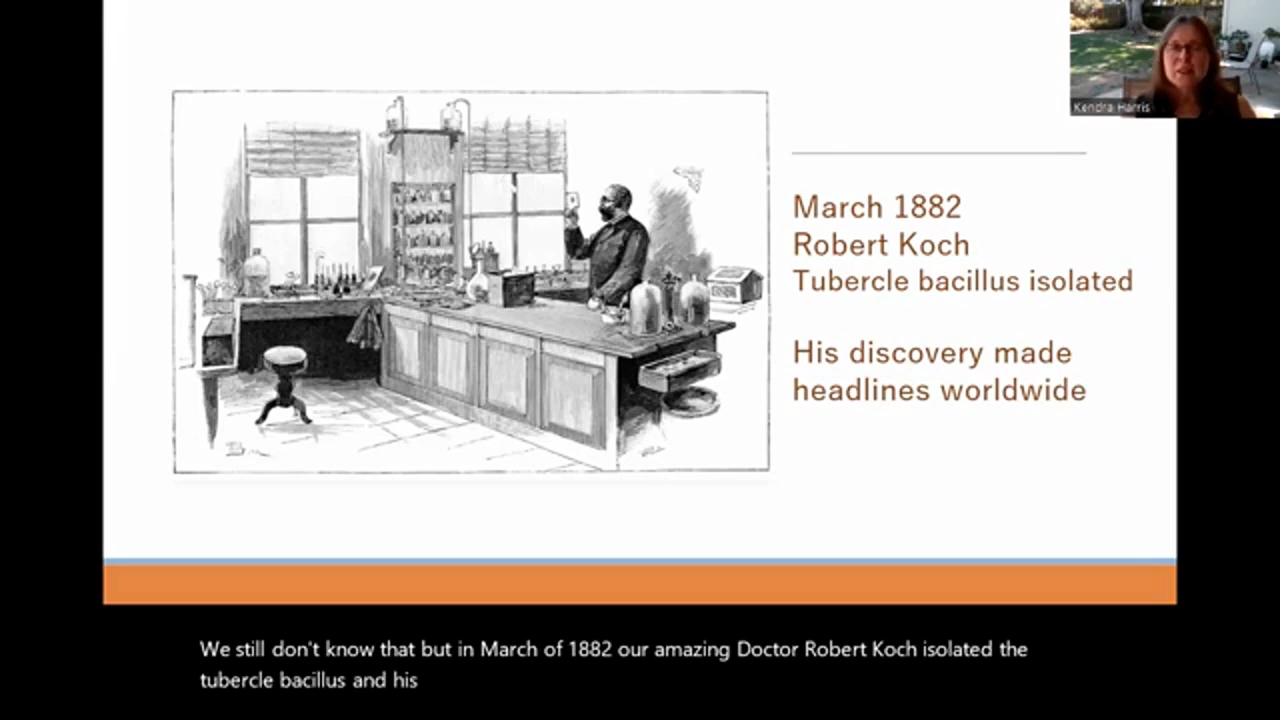 Kendra Harris
March 1882
Robert Koch
Tubercle bacillus isolated
His discovery made
headlines worldwide
We still don't know that but in March of 1882 our amazing Doctor Robert Koch isolated the
tubercle bacillus and his